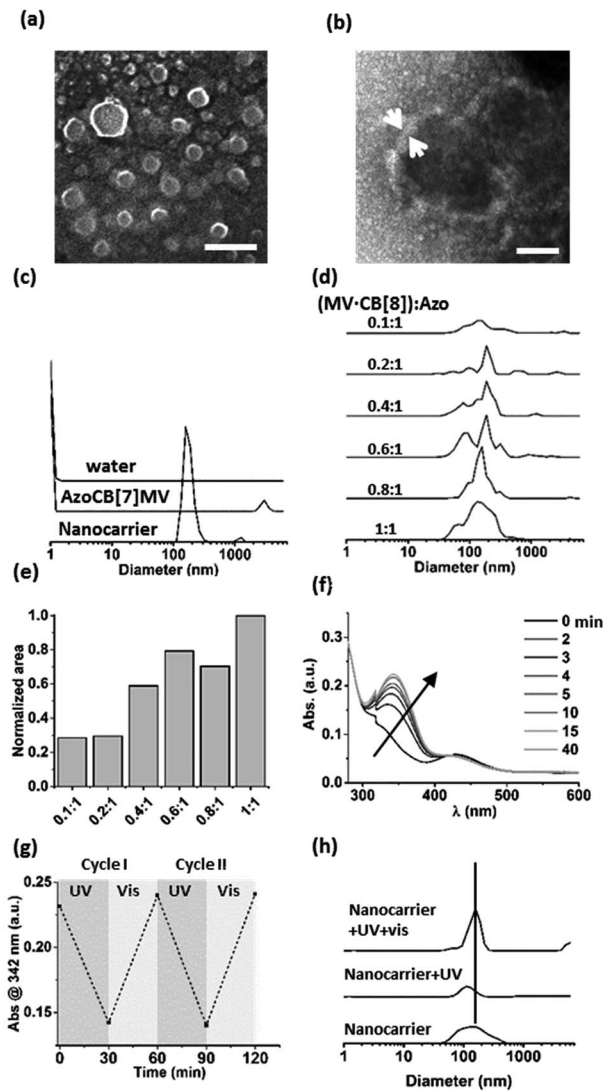 (a)
(b)
(c)
water
AzoCB[7]MV
Nanocarrier
1 10 100 1000
Diameter (nm)
(d)
(MV·CB[8]):Azo
0.1:1
0.2:1
0.4:1
0.6:1
0.8:1
1:1
1 10 100 1000
Diameter (nm)
(e)
Normalized area
1.0
0.8
0.6
0.4
0.2
0.0
0.1:1 0.2:1 0.4:1 0.6:1 0.8:1 1:1
(f)
Abs. (a.u.)
0.3
0.2
0.1
0.0
300 400 500 600
λ (nm)
0 min
2
3
4
5
10
15
40
(g)
Cycle I Cycle II
UV Vis UV Vis
Abs @ 342 nm (a.u.)
0.25
0.20
0.15
0 30 60 90 120
Time (min)
(h)
Nanocarrier
+UV+vis
Nanocarrier+UV
Nanocarrier
1 10 100 1000
Diameter (nm)